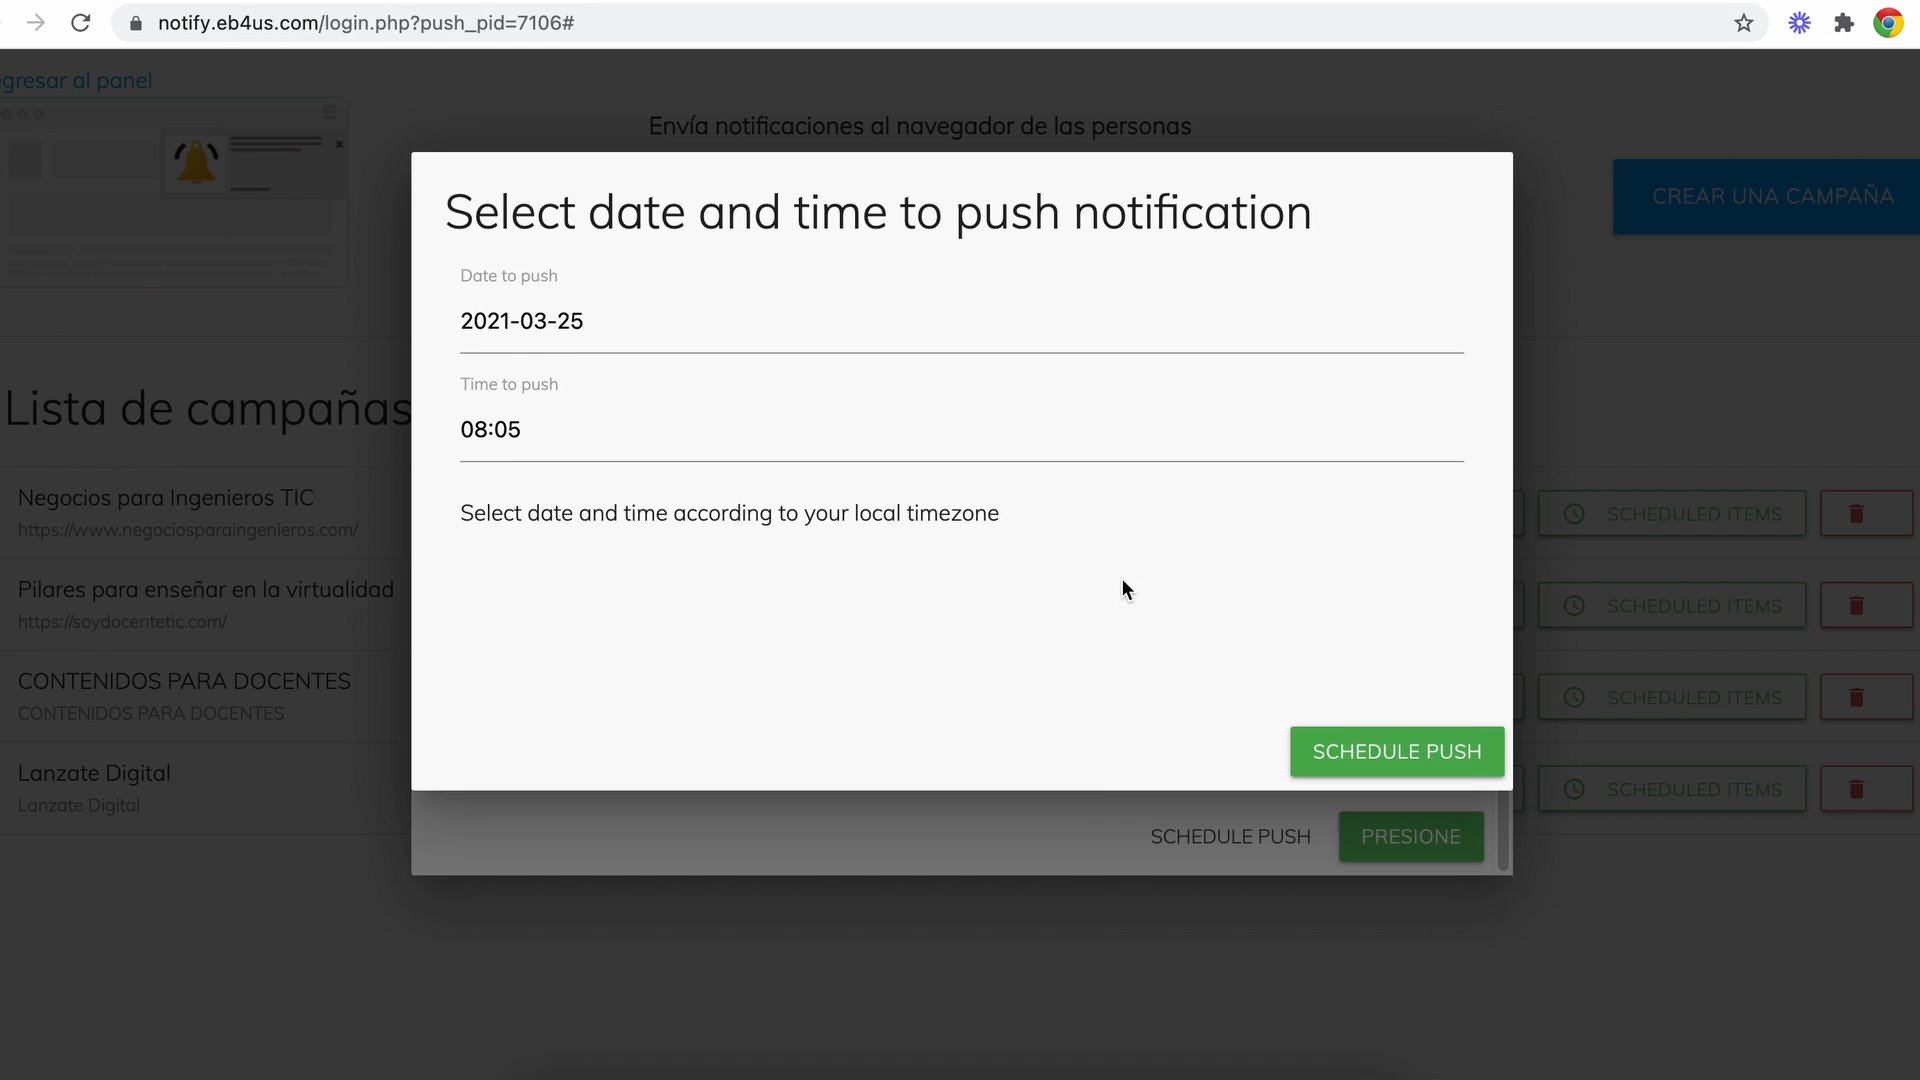 notify.eb4us.com/login.php?push_pid=7106#
egresar al panel
Envía notificaciones al navegador de las personas
CREAR UNA CAMPAÑA
Select date and time to push notification
Date to push
2021-03-25
Time to push
08:05
Select date and time according to your local timezone
SCHEDULE PUSH
Lista de campañas
Negocios para Ingenieros TIC
https://www.negociosparaingenieros.com/
SCHEDULED ITEMS
Pilares para enseñar en la virtualidad
https://soydocentetic.com/
SCHEDULED ITEMS
CONTENIDOS PARA DOCENTES
CONTENIDOS PARA DOCENTES
SCHEDULED ITEMS
Lanzate Digital
Lanzate Digital
SCHEDULED ITEMS
SCHEDULE PUSH
PRESIONE